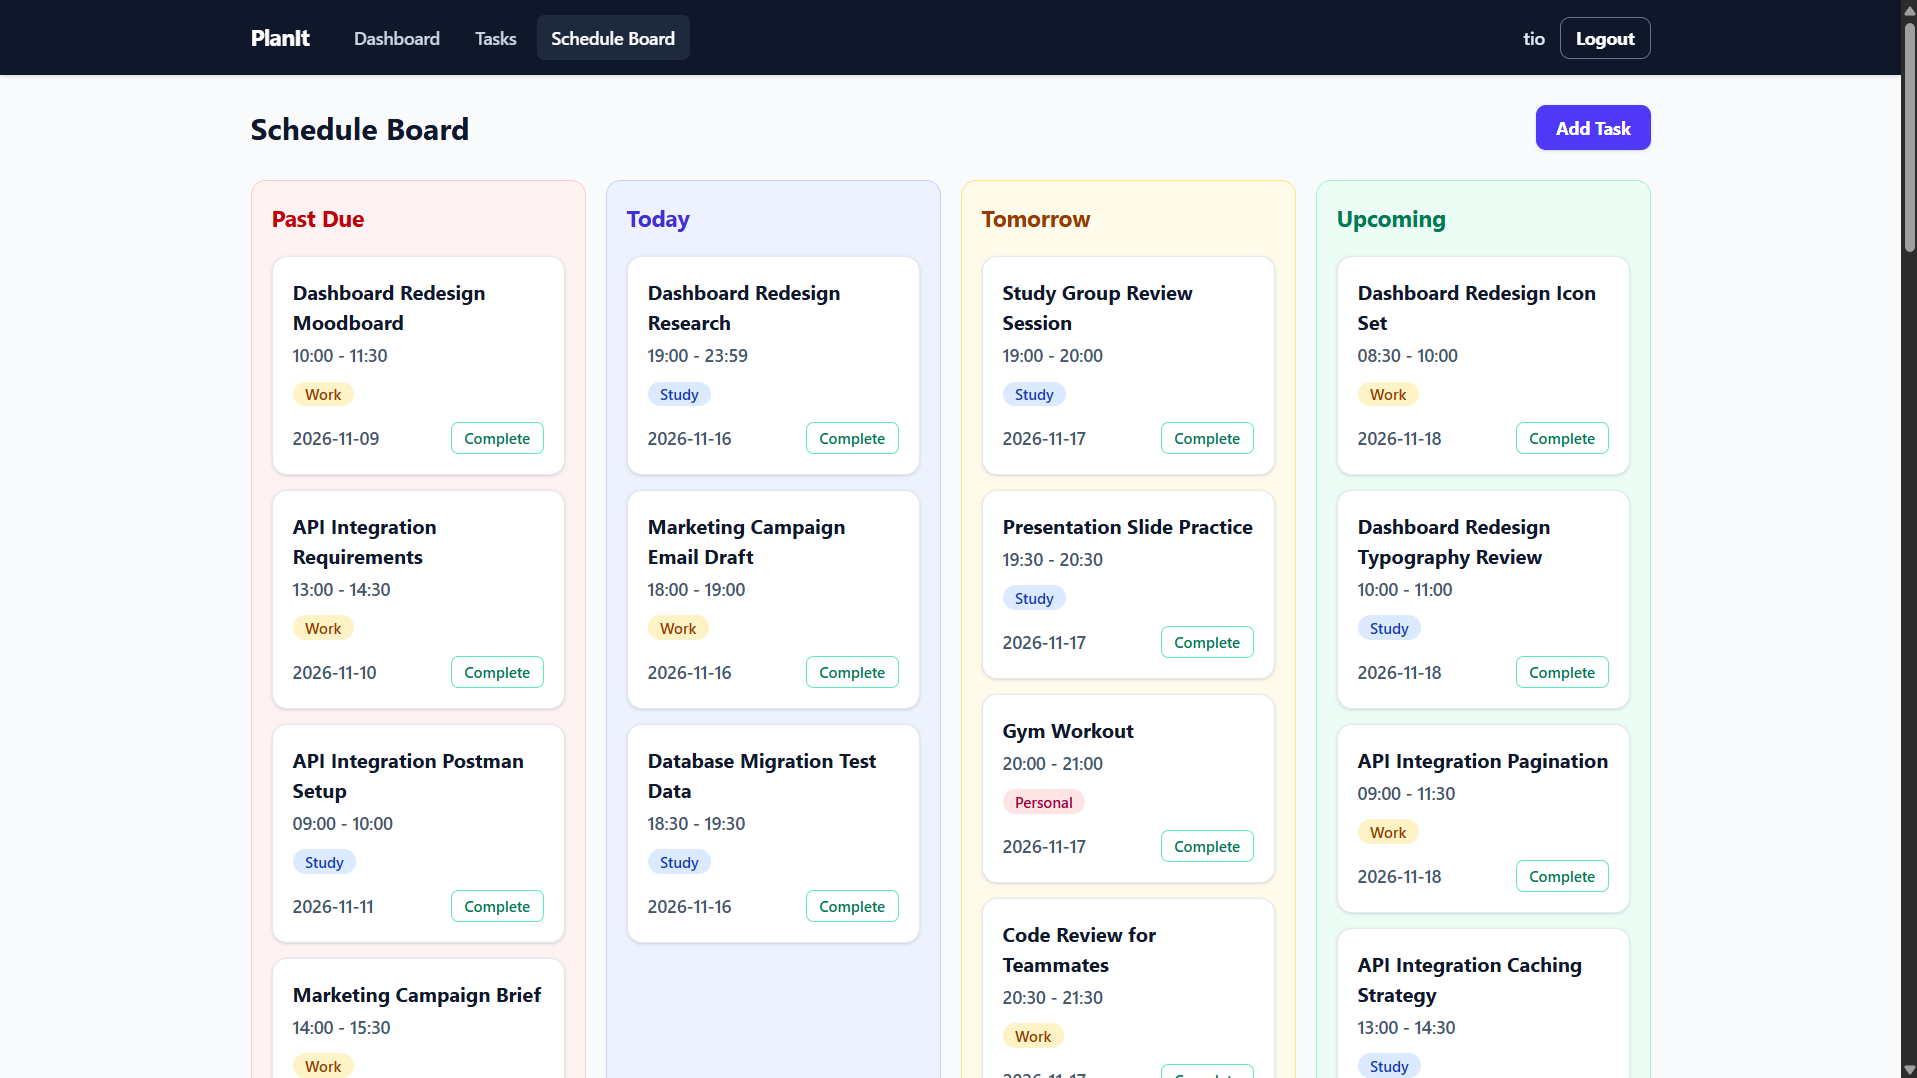 PlanIt
Dashboard
Tasks
Schedule Board
tio
Logout
Schedule Board
Add Task
Past Due
Dashboard Redesign
Moodboard
10:00 - 11:30
Work
2026-11-09
Complete
API Integration
Requirements
13:00 - 14:30
Work
2026-11-10
Complete
API Integration Postman
Setup
09:00 - 10:00
Study
2026-11-11
Complete
Marketing Campaign Brief
14:00 - 15:30
Work
Today
Dashboard Redesign
Research
19:00 - 23:59
Study
2026-11-16
Complete
Marketing Campaign
Email Draft
18:00 - 19:00
Work
2026-11-16
Complete
Database Migration Test
Data
18:30 - 19:30
Study
2026-11-16
Complete
Tomorrow
Study Group Review
Session
19:00 - 20:00
Study
2026-11-17
Complete
Presentation Slide Practice
19:30 - 20:30
Study
2026-11-17
Complete
Gym Workout
20:00 - 21:00
Personal
2026-11-17
Complete
Code Review for
Teammates
20:30 - 21:30
Work
Upcoming
Dashboard Redesign Icon
Set
08:30 - 10:00
Work
2026-11-18
Complete
Dashboard Redesign
Typography Review
10:00 - 11:00
Study
2026-11-18
Complete
API Integration Pagination
09:00 - 11:30
Work
2026-11-18
Complete
API Integration Caching
Strategy
13:00 - 14:30
Study